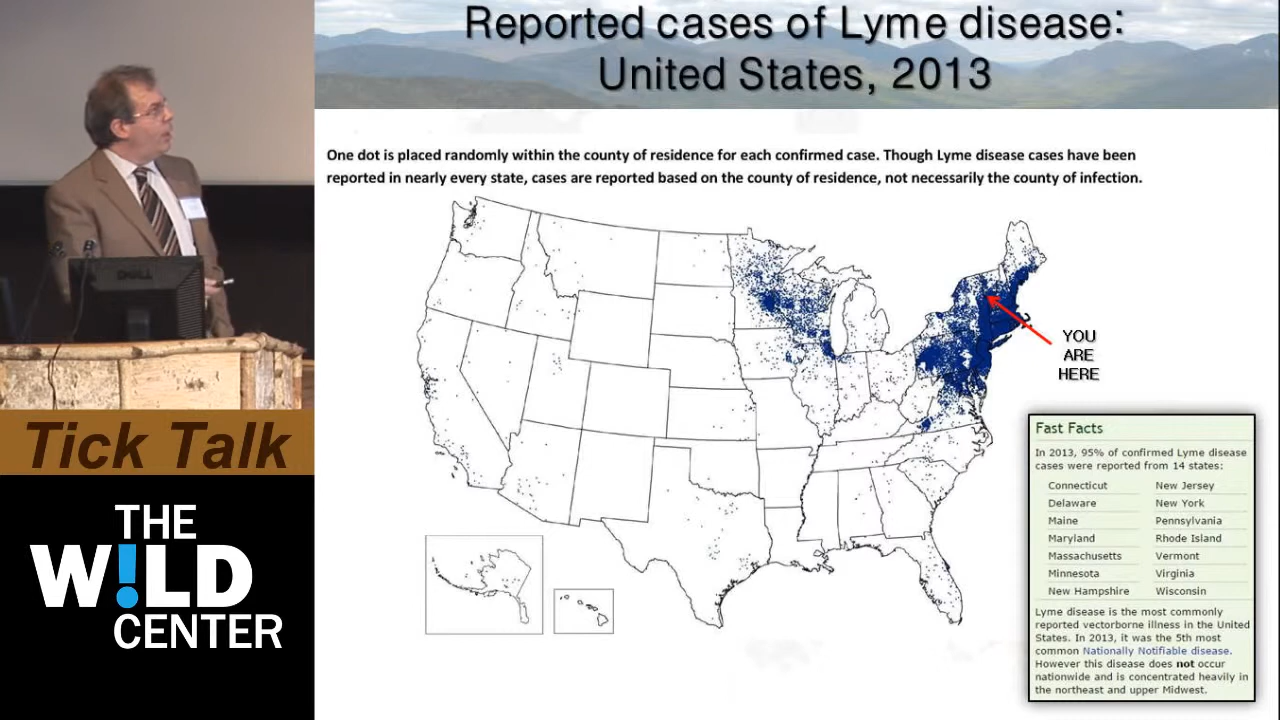 Reported cases of Lyme disease:
United States, 2013
One dot is placed randomly within the county of residence for each confirmed case. Though Lyme disease cases have been
reported in nearly every state, cases are reported based on the county of residence, not necessarily the county of infection.
YOU
ARE
HERE
Fast Facts
In 2013, 95% of confirmed Lyme disease
cases were reported from 14 states:
Connecticut New Jersey
Delaware New York
Maine Pennsylvania
Maryland Rhode Island
Massachusetts Vermont
Minnesota Virginia
New Hampshire Wisconsin
Lyme disease is the most commonly
reported vectorborne illness in the United
States. In 2013, it was the 5th most
common Nationally Notifiable disease.
However this disease does not occur
nationwide and is concentrated heavily in
the northeast and upper Midwest.
DELL
Tick Talk
THE
W!LD
CENTER